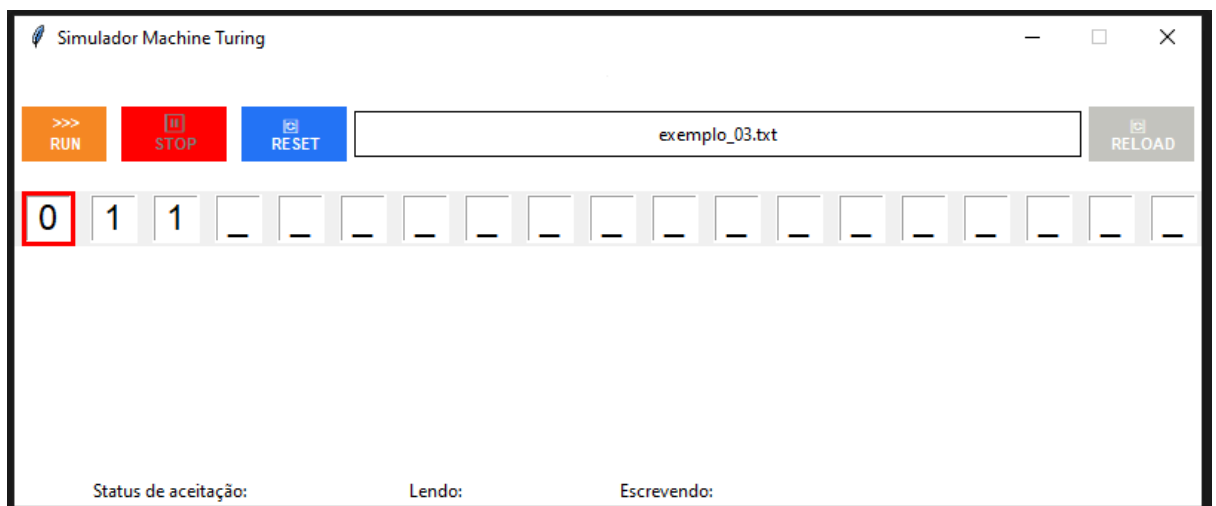 Simulador Machine Turing
>>> RUN STOP RESET exemplo_03.txt RELOAD
0 1 1 _ _ _ _ _ _ _ _ _ _ _ _ _ _ _ _
Status de aceitação: Lendo: Escrevendo: